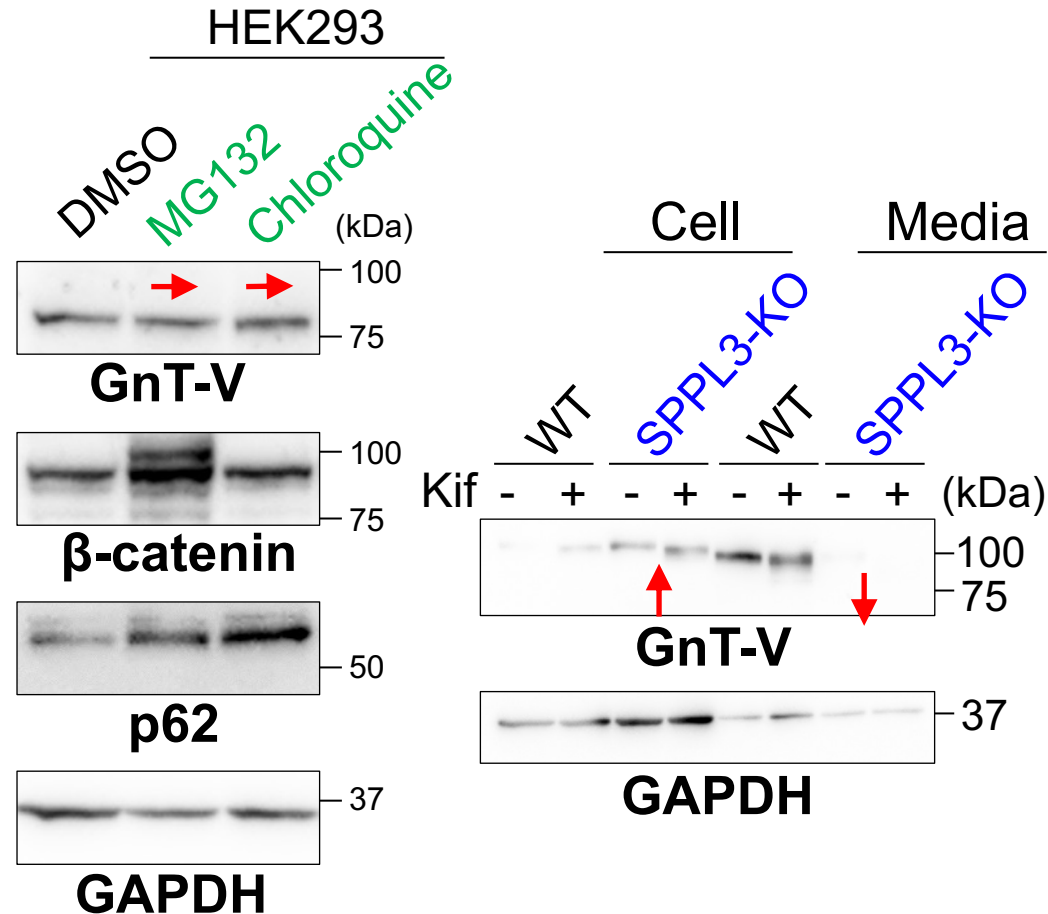 HEK293
DMSO
MG132
Chloroquine
(kDa)
100
75
GnT-V
100
75
β-catenin
50
p62
37
GAPDH
Cell Media
WT SPPL3-KO WT SPPL3-KO
Kif - + - + - + - + (kDa)
100
75
GnT-V
37
GAPDH